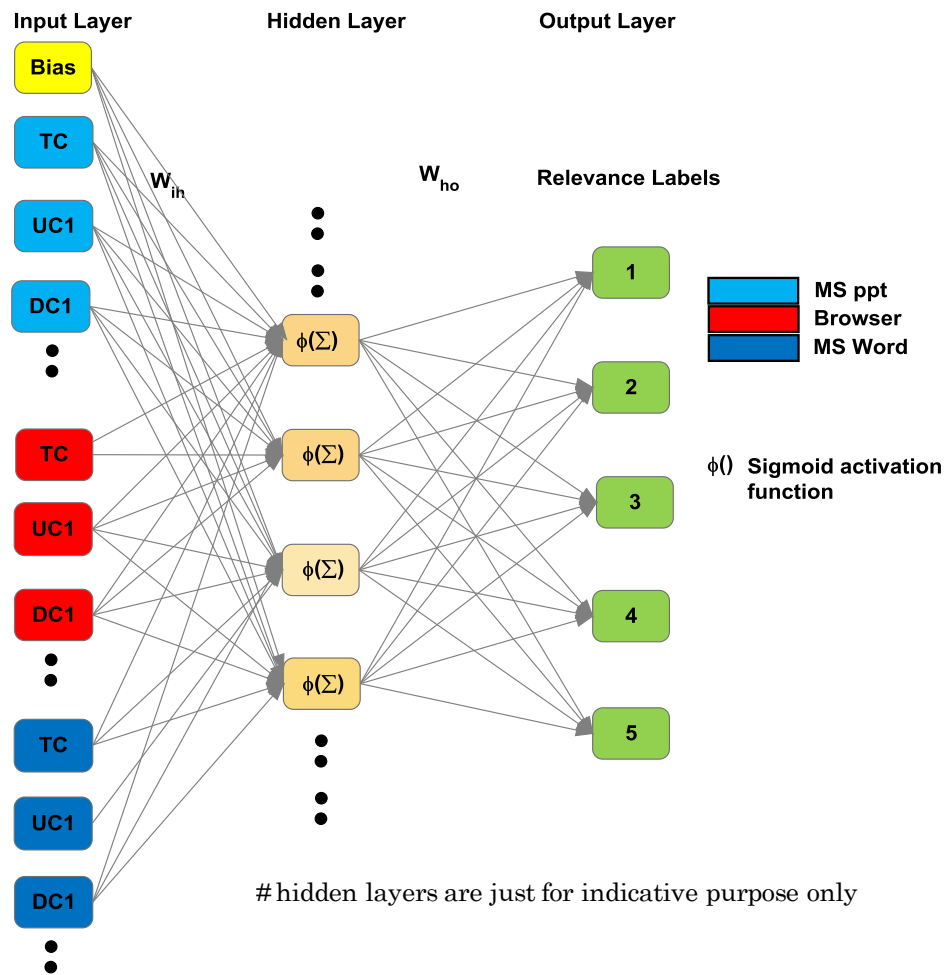 Input Layer
Hidden Layer
Output Layer
Bias
TC
UC1
DC1
TC
UC1
DC1
TC
UC1
DC1
W_ih
W_ho
ϕ(Σ)
ϕ(Σ)
ϕ(Σ)
ϕ(Σ)
Relevance Labels
1
2
3
4
5
MS ppt
Browser
MS Word
ϕ() Sigmoid activation
function
# hidden layers are just for indicative purpose only